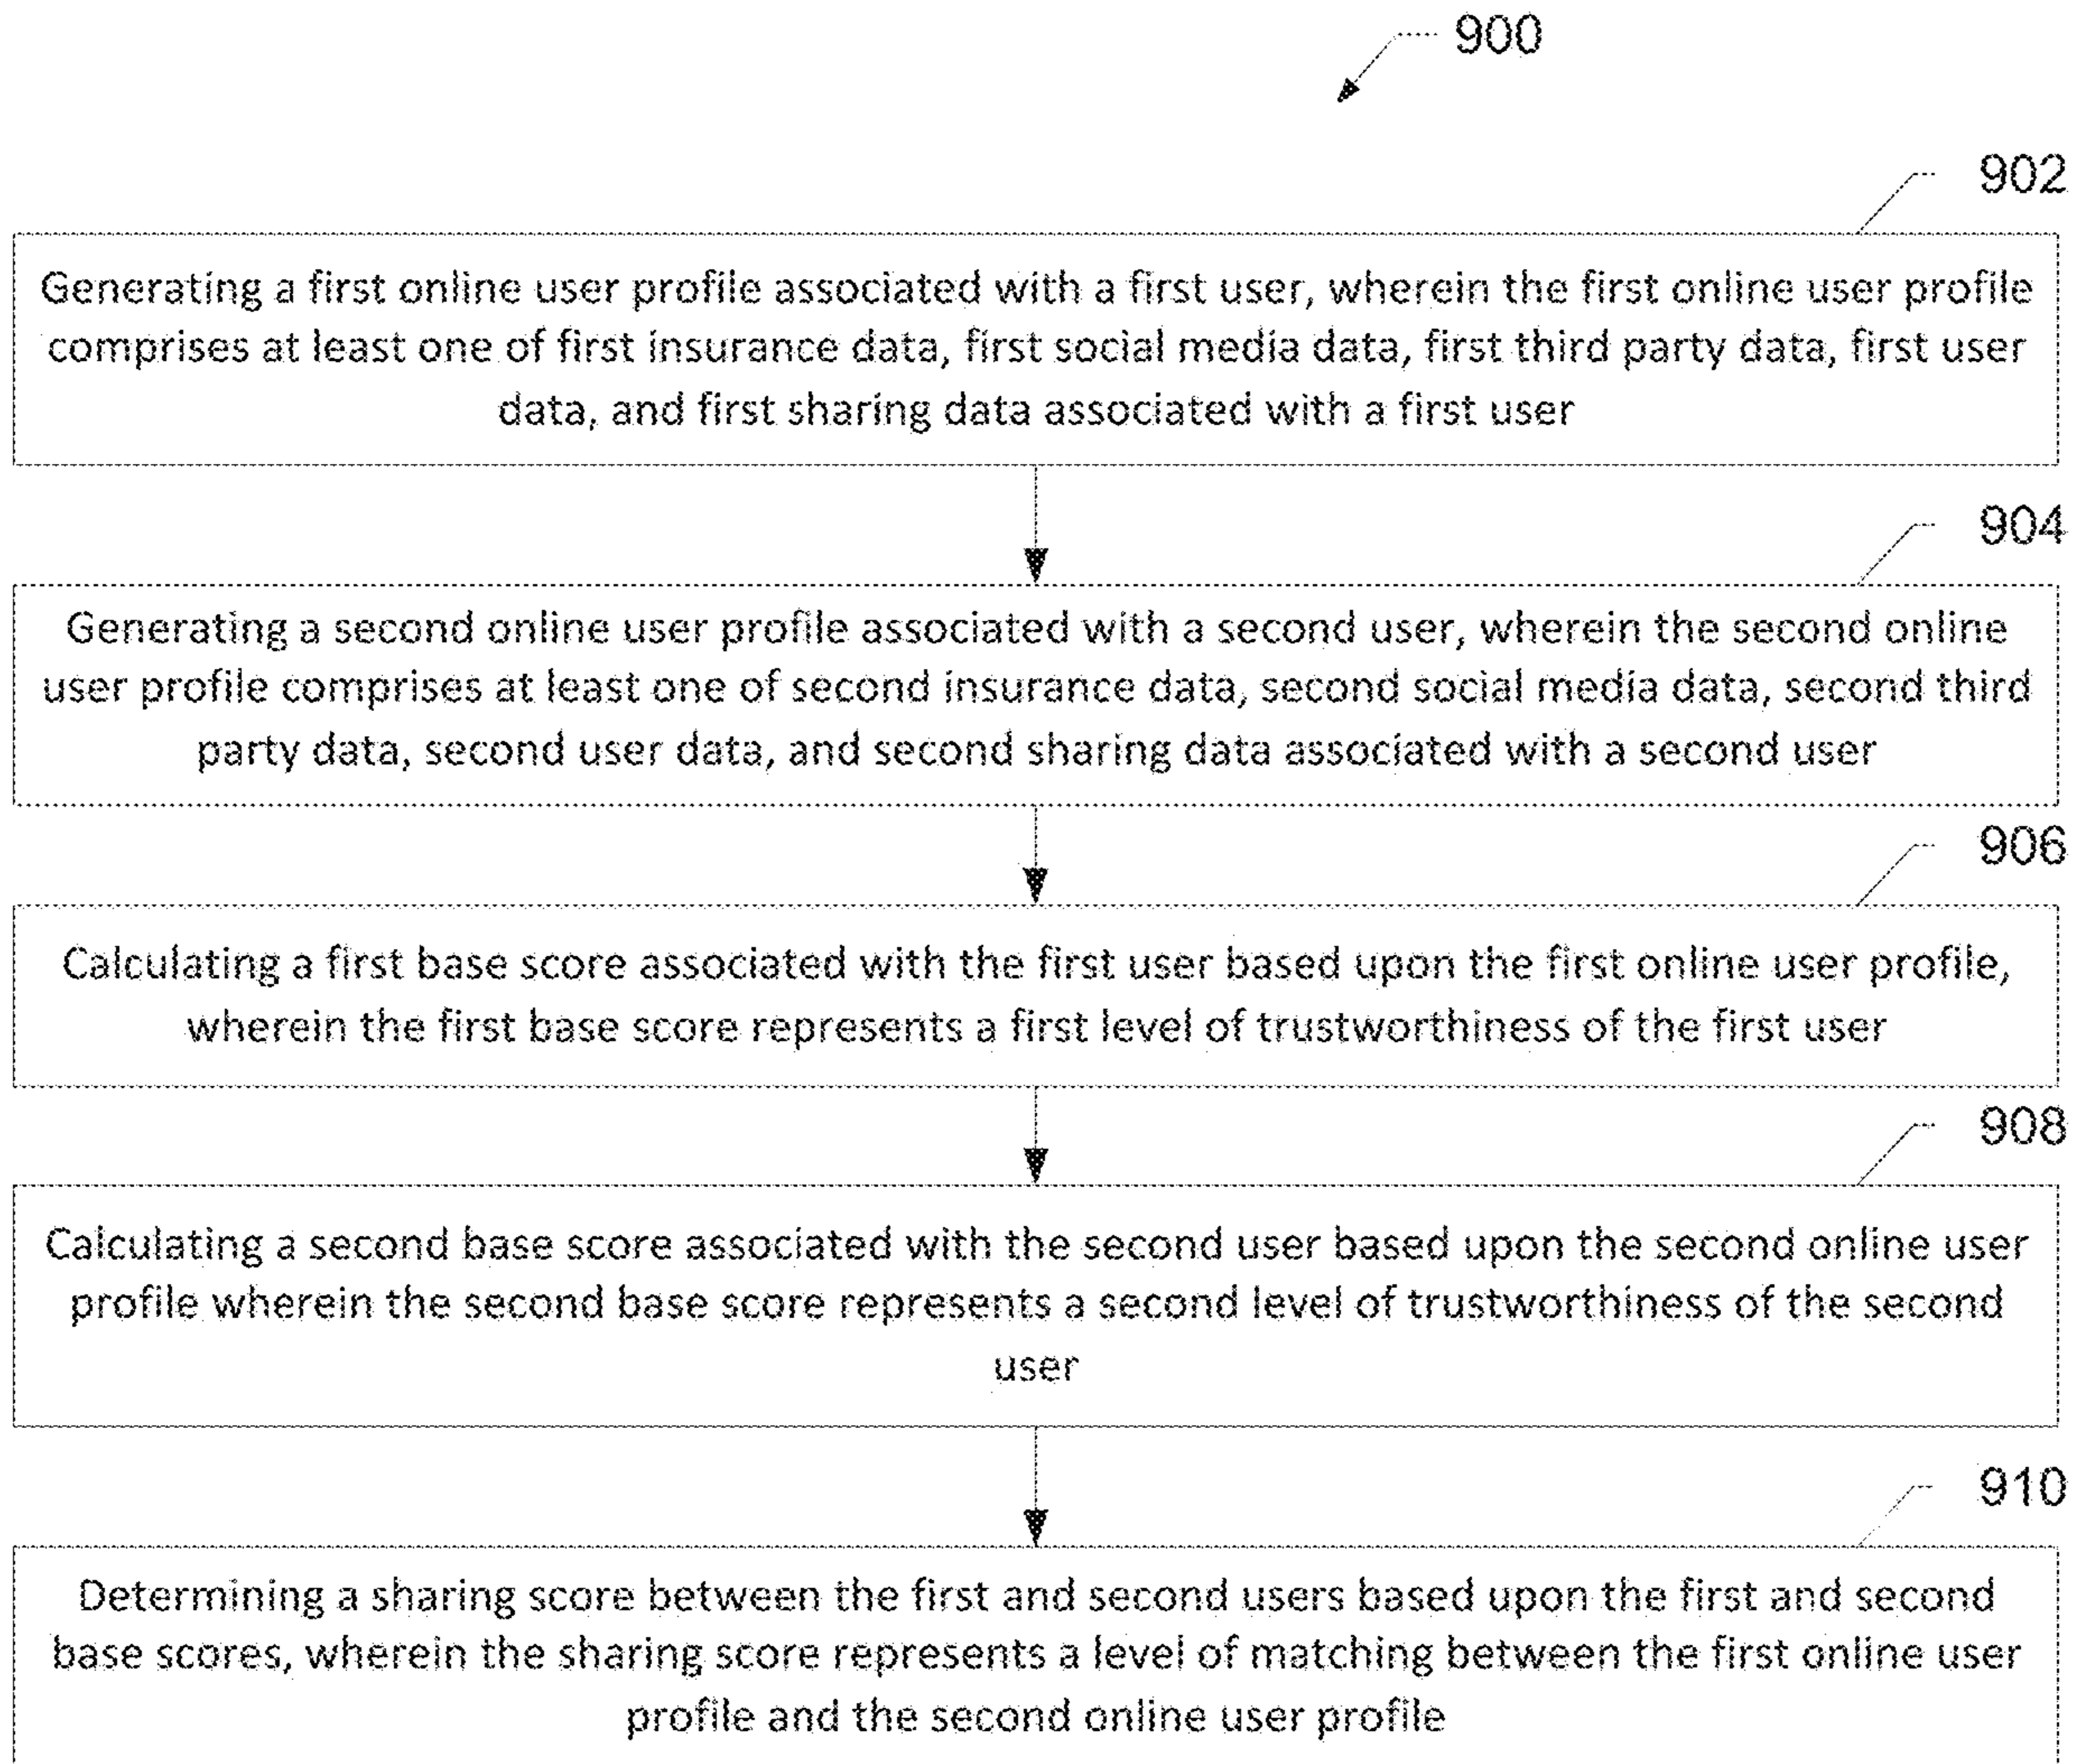 900
902
Generating a first online user profile associated with a first user, wherein the first online user profile
comprises at least one of first insurance data, first social media data, first third party data, first user
data, and first sharing data associated with a first user
904
Generating a second online user profile associated with a second user, wherein the second online
user profile comprises at least one of second insurance data, second social media data, second third
party data, second user data, and second sharing data associated with a second user
906
Calculating a first base score associated with the first user based upon the first online user profile,
wherein the first base score represents a first level of trustworthiness of the first user
908
Calculating a second base score associated with the second user based upon the second online user
profile wherein the second base score represents a second level of trustworthiness of the second
user
910
Determining a sharing score between the first and second users based upon the first and second
base scores, wherein the sharing score represents a level of matching between the first online user
profile and the second online user profile